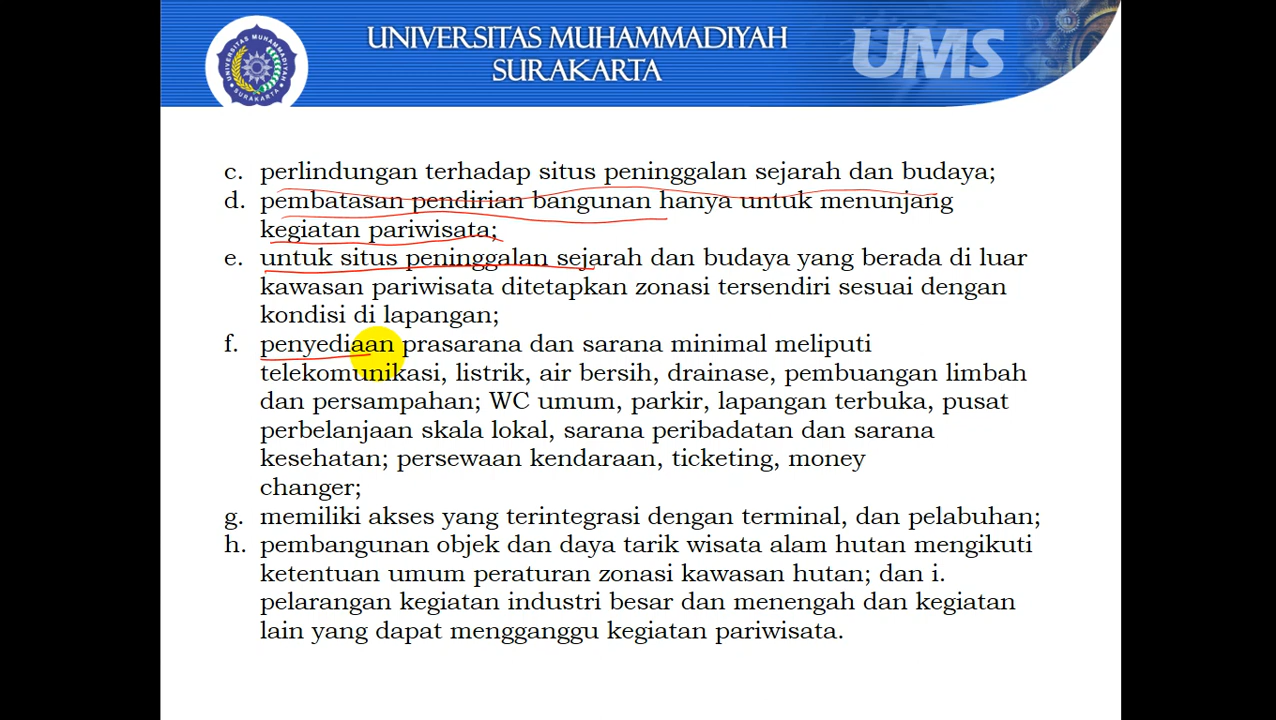 UNIVERSITAS MUHAMMADIYAH
SURAKARTA
UMS
UNIVERSITAS MUHAMMADIYAH
SURAKARTA
c. perlindungan terhadap situs peninggalan sejarah dan budaya;
d. pembatasan pendirian bangunan hanya untuk menunjang
kegiatan pariwisata;
e. untuk situs peninggalan sejarah dan budaya yang berada di luar
kawasan pariwisata ditetapkan zonasi tersendiri sesuai dengan
kondisi di lapangan;
f. penyediaan prasarana dan sarana minimal meliputi
telekomunikasi, listrik, air bersih, drainase, pembuangan limbah
dan persampahan; WC umum, parkir, lapangan terbuka, pusat
perbelanjaan skala lokal, sarana peribadatan dan sarana
kesehatan; persewaan kendaraan, ticketing, money
changer;
g. memiliki akses yang terintegrasi dengan terminal, dan pelabuhan;
h. pembangunan objek dan daya tarik wisata alam hutan mengikuti
ketentuan umum peraturan zonasi kawasan hutan; dan i.
pelarangan kegiatan industri besar dan menengah dan kegiatan
lain yang dapat mengganggu kegiatan pariwisata.